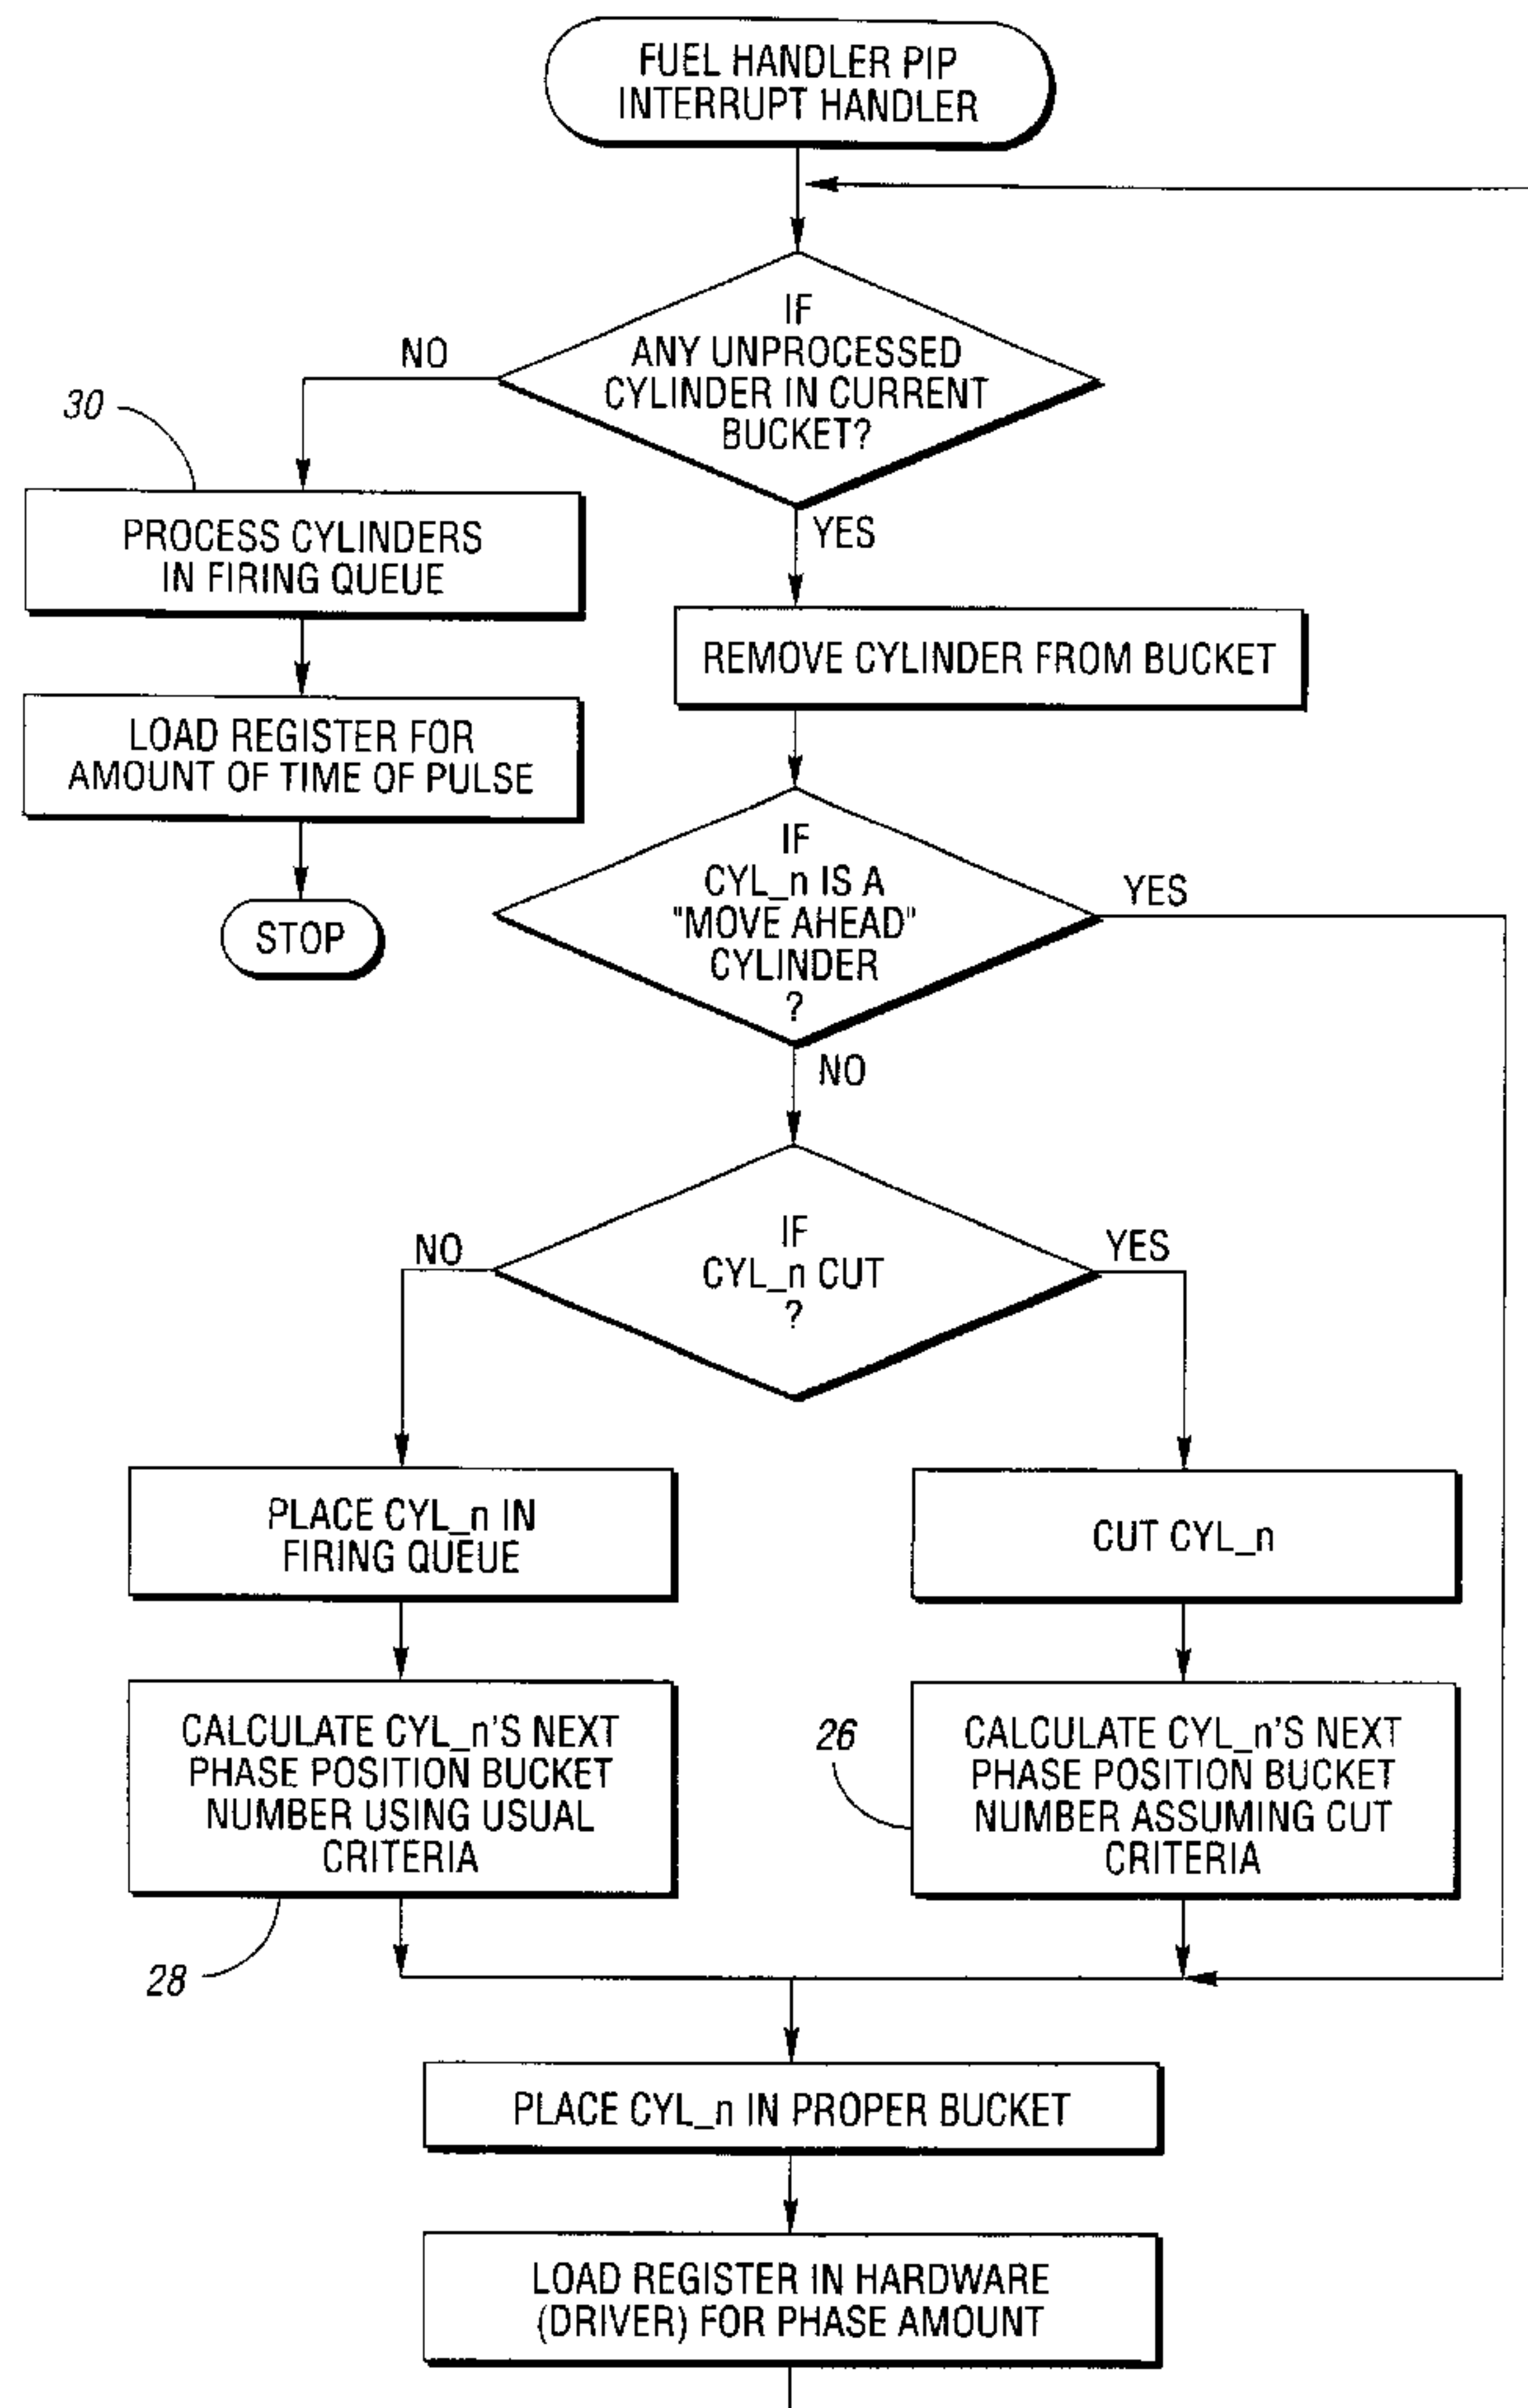 FUEL HANDLER PIP
INTERRUPT HANDLER
IF
ANY UNPROCESSED
CYLINDER IN CURRENT
BUCKET?
NO
30
PROCESS CYLINDERS
IN FIRING QUEUE
LOAD REGISTER FOR
AMOUNT OF TIME OF PULSE
STOP
YES
REMOVE CYLINDER FROM BUCKET
IF
CYL_n IS A
"MOVE AHEAD"
CYLINDER
?
YES
NO
IF
CYL_n CUT
?
NO
YES
PLACE CYL_n IN
FIRING QUEUE
CUT CYL_n
CALCULATE CYL_n'S NEXT
PHASE POSITION BUCKET
NUMBER USING USUAL
CRITERIA
28
26
CALCULATE CYL_n'S NEXT
PHASE POSITION BUCKET
NUMBER ASSUMING CUT
CRITERIA
PLACE CYL_n IN PROPER BUCKET
LOAD REGISTER IN HARDWARE
(DRIVER) FOR PHASE AMOUNT